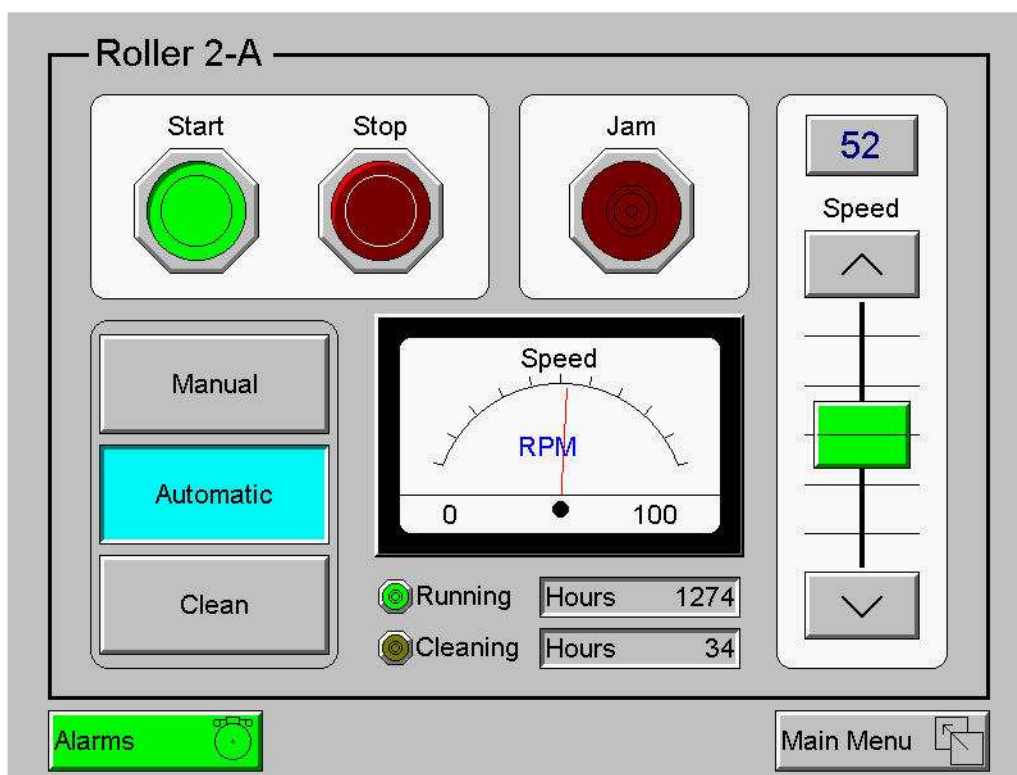 Roller 2-A
Start
Stop
Jam
52
Speed
Manual
Automatic
Clean
Speed
RPM
0
100
Running
Hours 1274
Cleaning
Hours 34
Alarms
Main Menu